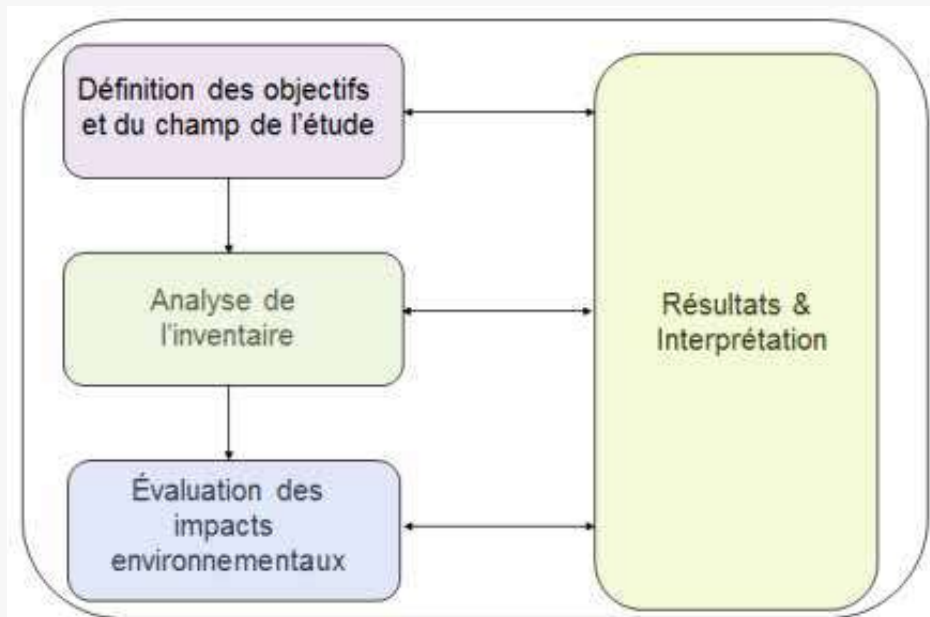 Définition des objectifs
et du champ de l'étude
Analyse de
l'inventaire
Évaluation des
impacts
environnementaux
Résultats &
Interprétation